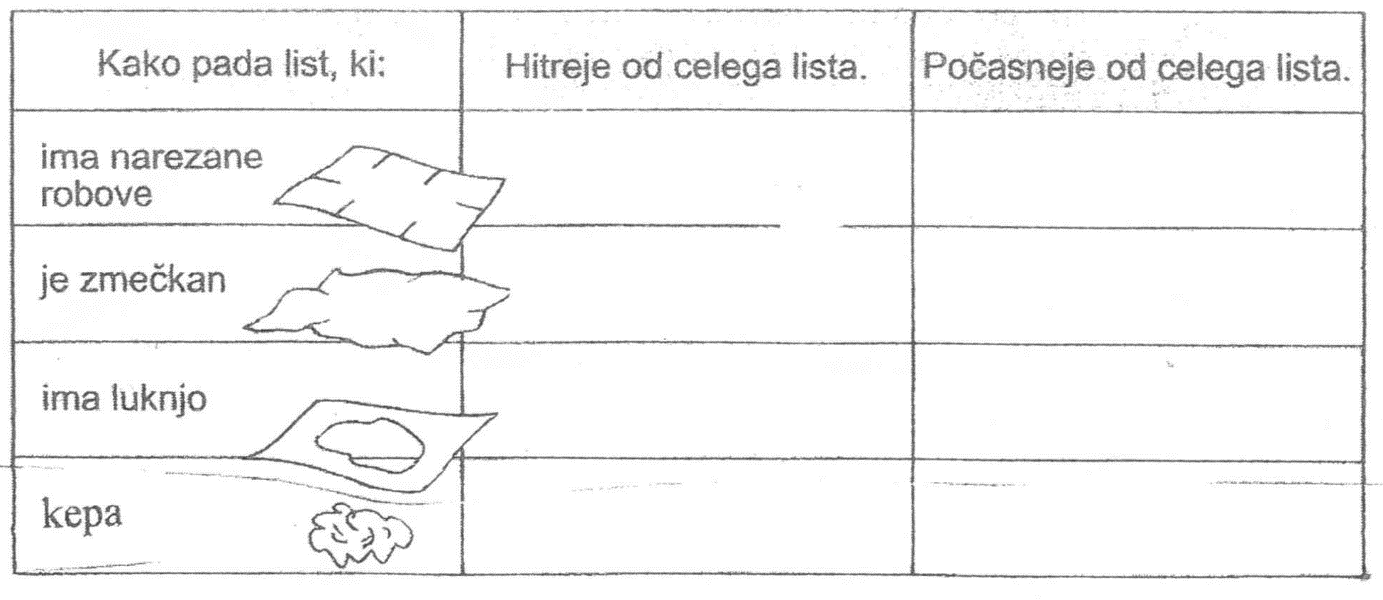 Kako pada list, ki:
Hitreje od celega lista.
Počasneje od celega lista.
ima narezane
robove
je zmečkan
ima luknjo
kepa